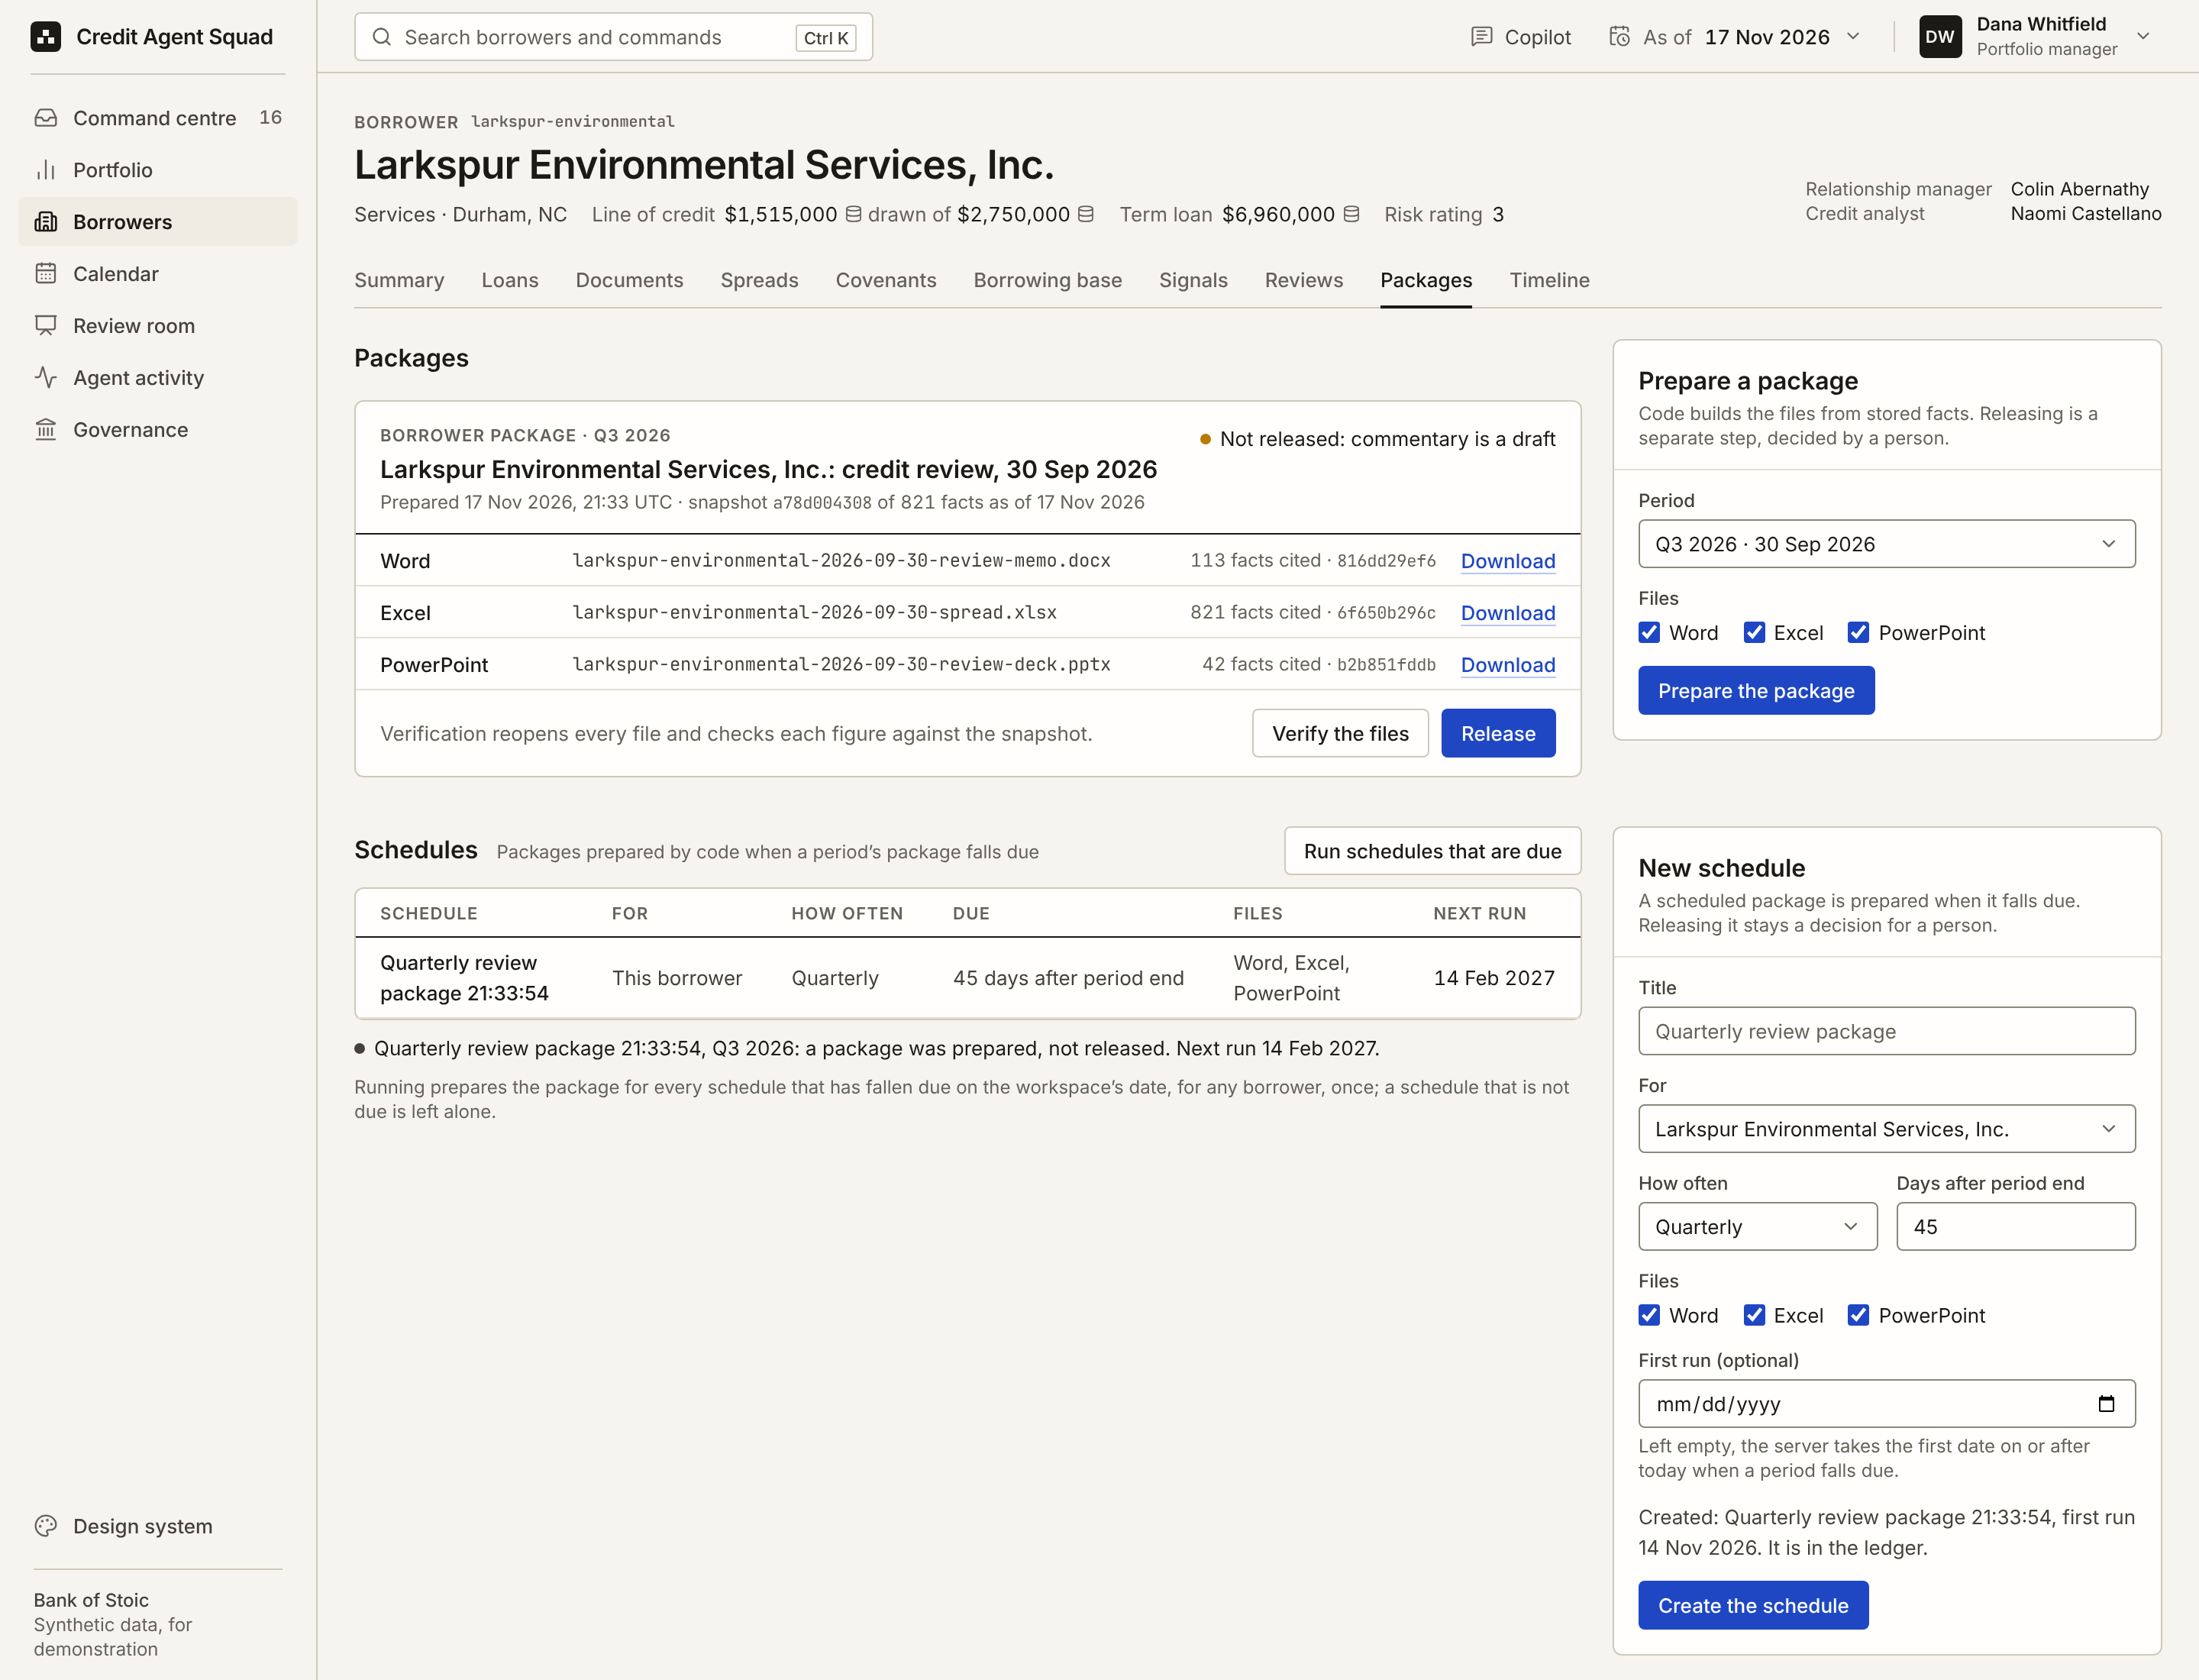 Credit Agent Squad
Search borrowers and commands
Ctrl K
Copilot
As of 17 Nov 2026
DW
Dana Whitfield
Portfolio manager
Command centre 16
Portfolio
Borrowers
Calendar
Review room
Agent activity
Governance
Design system
Bank of Stoic
Synthetic data, for
demonstration
BORROWER larkspur-environmental
Larkspur Environmental Services, Inc.
Services · Durham, NC Line of credit $1,515,000 drawn of $2,750,000 Term loan $6,960,000 Risk rating 3
Relationship manager Colin Abernathy
Credit analyst Naomi Castellano
Summary Loans Documents Spreads Covenants Borrowing base Signals Reviews Packages Timeline
Packages
BORROWER PACKAGE · Q3 2026
Not released: commentary is a draft
Larkspur Environmental Services, Inc.: credit review, 30 Sep 2026
Prepared 17 Nov 2026, 21:33 UTC · snapshot a78d004308 of 821 facts as of 17 Nov 2026
Word larkspur-environmental-2026-09-30-review-memo.docx 113 facts cited · 816dd29ef6 Download
Excel larkspur-environmental-2026-09-30-spread.xlsx 821 facts cited · 6f650b296c Download
PowerPoint larkspur-environmental-2026-09-30-review-deck.pptx 42 facts cited · b2b851fddb Download
Verification reopens every file and checks each figure against the snapshot.
Verify the files
Release
Prepare a package
Code builds the files from stored facts. Releasing is a
separate step, decided by a person.
Period
Q3 2026 · 30 Sep 2026
Files
Word Excel PowerPoint
Prepare the package
Schedules Packages prepared by code when a period’s package falls due
Run schedules that are due
SCHEDULE FOR HOW OFTEN DUE FILES NEXT RUN
Quarterly review
package 21:33:54
This borrower
Quarterly
45 days after period end
Word, Excel,
PowerPoint
14 Feb 2027
Quarterly review package 21:33:54, Q3 2026: a package was prepared, not released. Next run 14 Feb 2027.
Running prepares the package for every schedule that has fallen due on the workspace’s date, for any borrower, once; a schedule that is not
due is left alone.
New schedule
A scheduled package is prepared when it falls due.
Releasing it stays a decision for a person.
Title
Quarterly review package
For
Larkspur Environmental Services, Inc.
How often Days after period end
Quarterly 45
Files
Word Excel PowerPoint
First run (optional)
mm/dd/yyyy
Left empty, the server takes the first date on or after
today when a period falls due.
Created: Quarterly review package 21:33:54, first run
14 Nov 2026. It is in the ledger.
Create the schedule